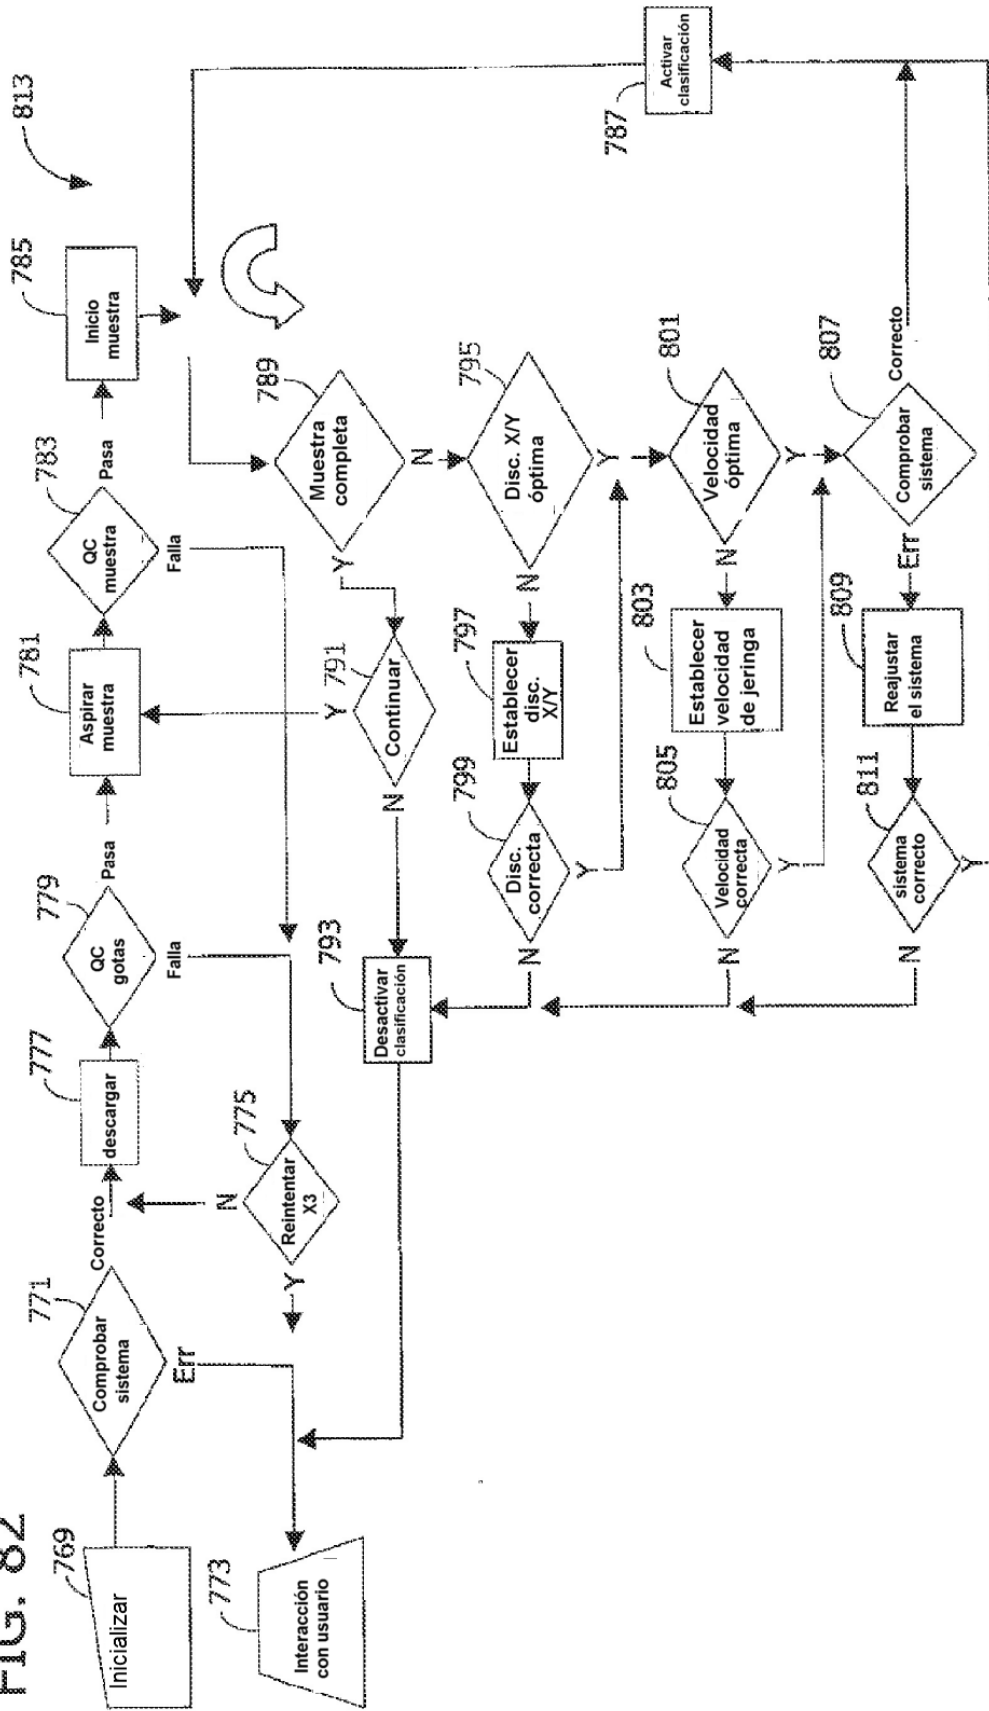 FIG. 82
813
769
Inicializar
771
Comprobar
sistema
Correcto
Err
777
descargar
779
QC
gotas
Pasa
Falla
781
Aspirar
muestra
783
QC
muestra
Pasa
Falla
785
Inicio
muestra
773
Interacción
con usuario
775
Reintentar
X3
N
Y
787
Activar
clasificación
789
Muestra
completa
Y
N
791
Continuar
Y
N
793
Desactivar
clasificación
795
Disc. X/Y
óptima
N
Y
797
Establecer
disc.
X/Y
799
Disc.
correcta
N
Y
801
Velocidad
óptima
N
Y
803
Establecer
velocidad
de jeringa
805
Velocidad
correcta
N
Y
807
Comprobar
sistema
Correcto
Err
809
Reajustar
el sistema
811
sistema
correcto
N
Y